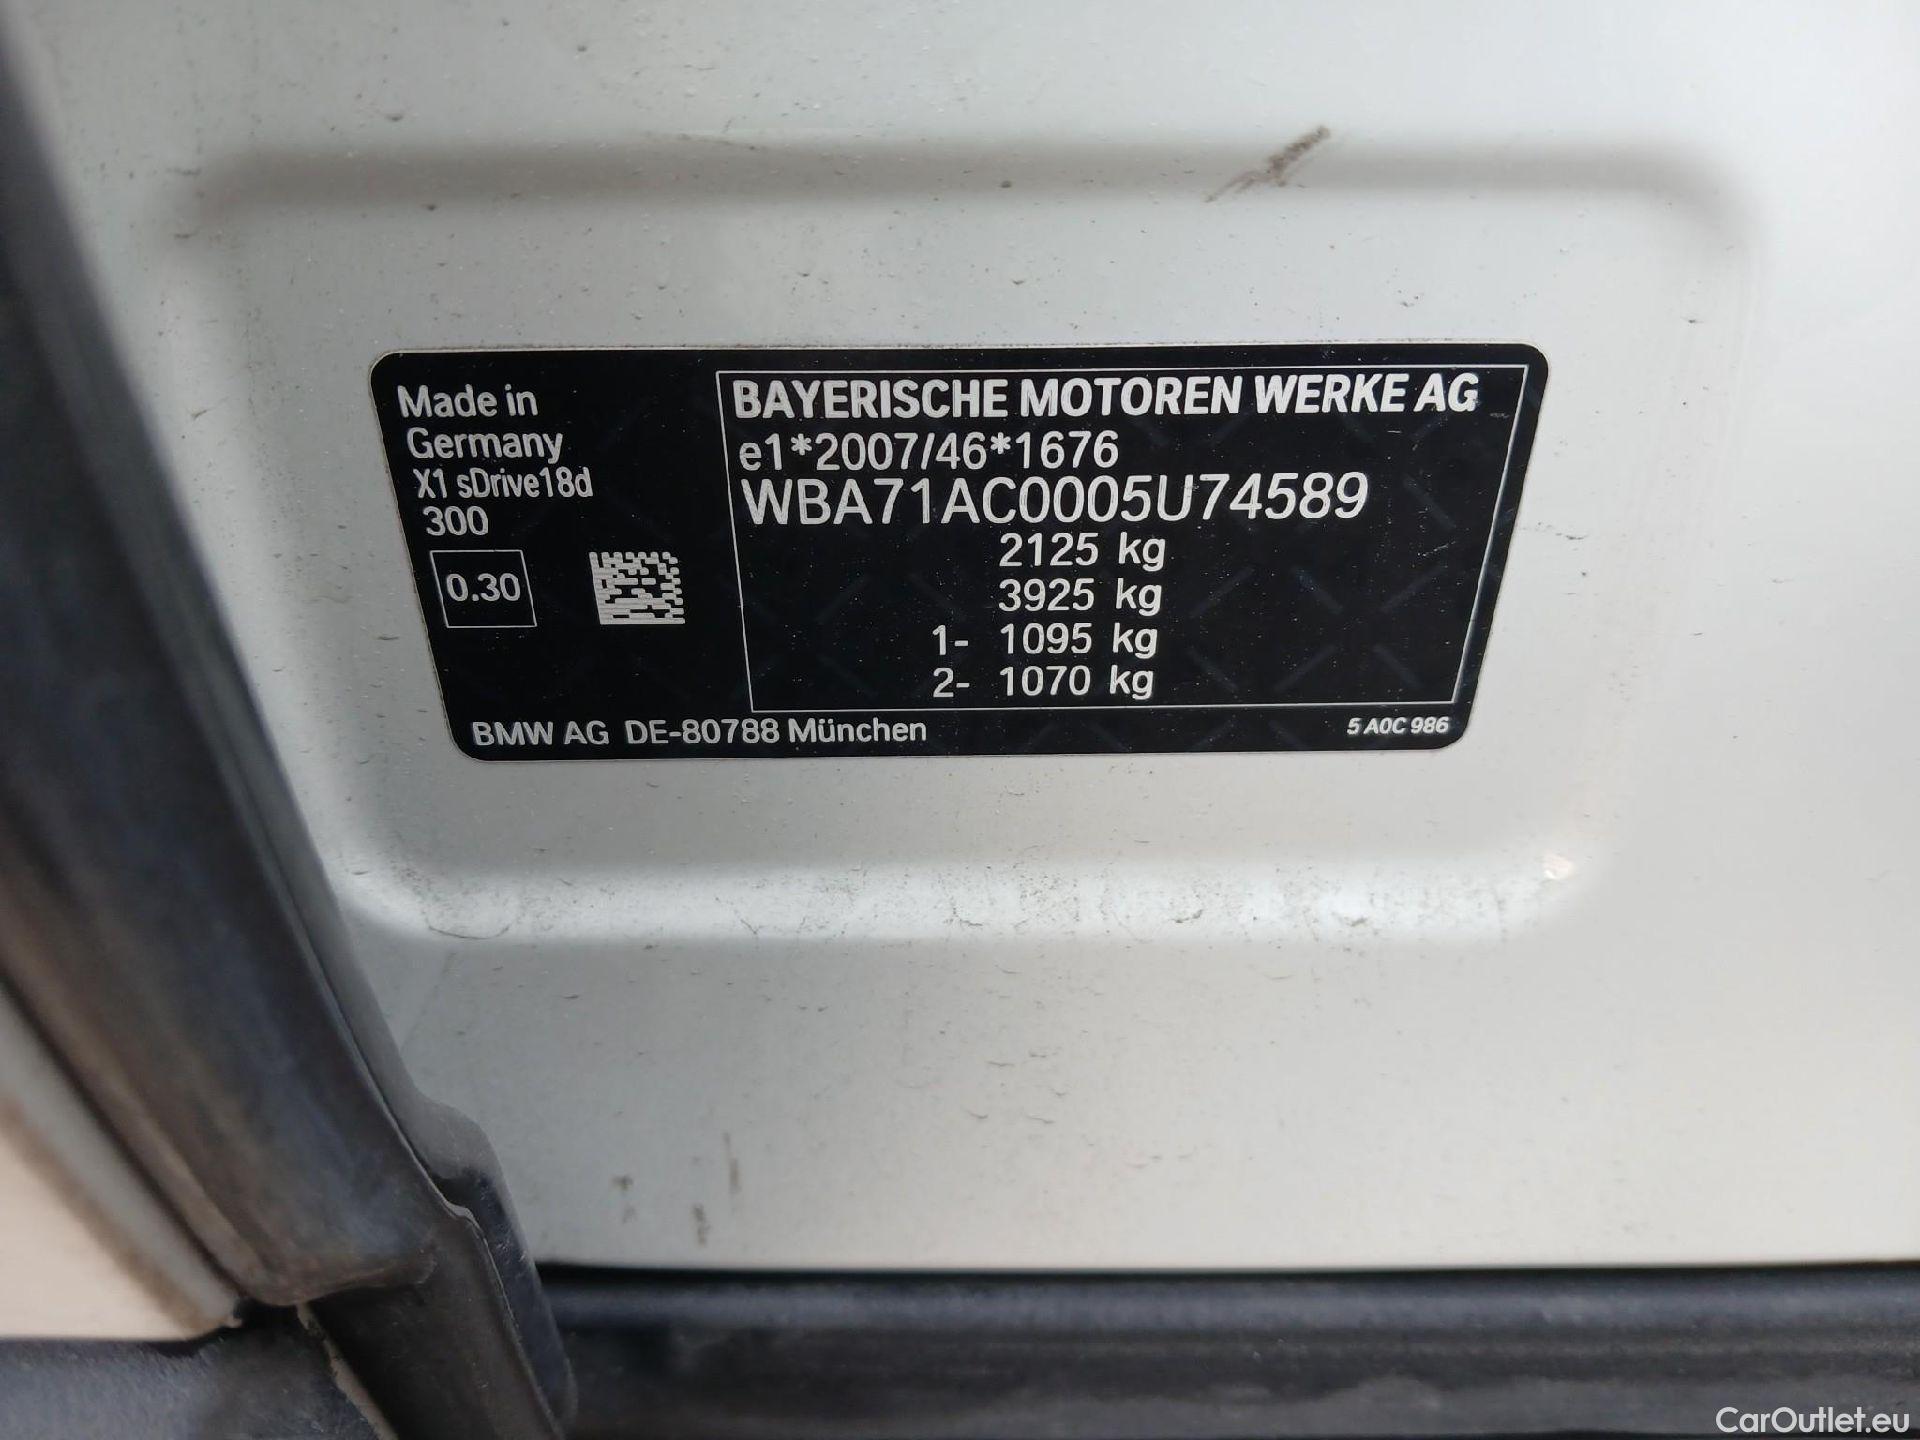 Made in
Germany
X1 sDrive18d
300
0.30
BAYERISCHE MOTOREN WERKE AG
e1*2007/46*1676
WBA71AC0005U74589
2125 kg
3925 kg
1- 1095 kg
2- 1070 kg
BMW AG DE-80788 München
5 A0C 986
CarOutlet.eu